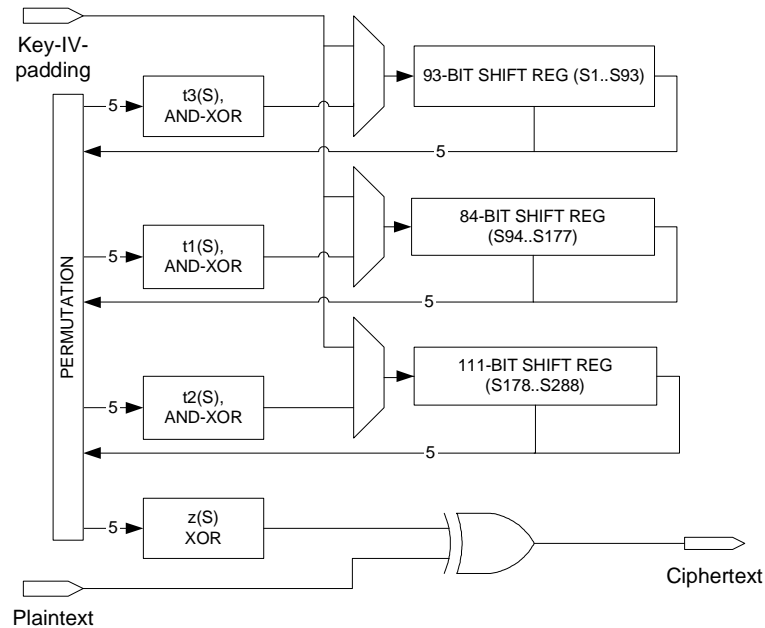 Key-IV-
padding
5
t3(S),
AND-XOR
93-BIT SHIFT REG (S1..S93)
5
5
t1(S),
AND-XOR
84-BIT SHIFT REG
(S94..S177)
5
PERMUTATION
5
t2(S),
AND-XOR
111-BIT SHIFT REG
(S178..S288)
5
5
z(S)
XOR
Ciphertext
Plaintext